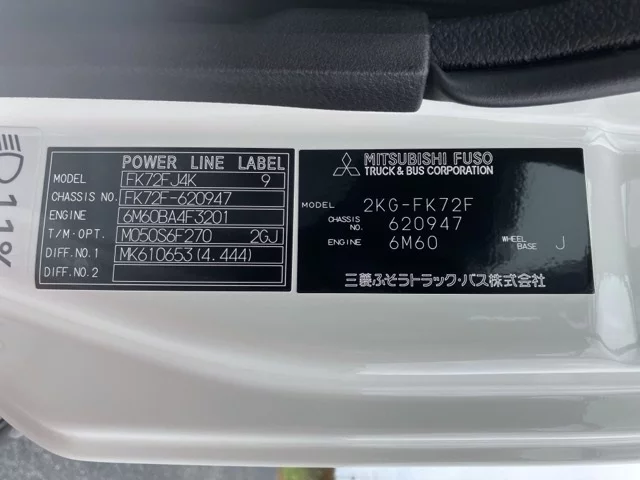 POWER LINE LABEL
MODEL FK72FJ4K 9
CHASSIS NO. FK72F-620947
ENGINE 6M60BA4F3201
T/M·OPT. M050S6F270 2GJ
DIFF.NO.1 MK610653(4.444)
DIFF.NO.2
MITSUBISHI FUSO
TRUCK & BUS CORPORATION
MODEL 2KG-FK72F
CHASSIS NO. 620947
ENGINE 6M60 WHEEL BASE J
三菱ふそうトラック・バス株式会社
11%